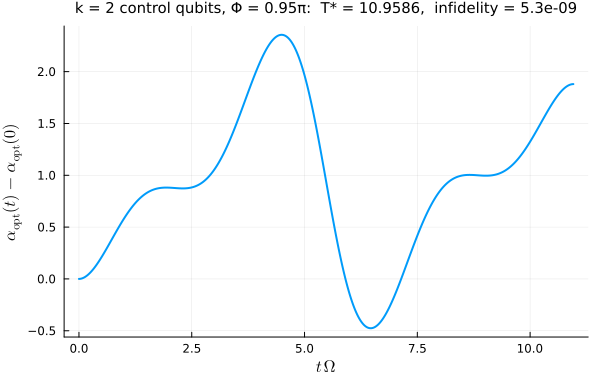 k = 2 control qubits, Φ = 0.95π:  T* = 10.9586,  infidelity = 5.3e-09
2.0
1.5
1.0
0.5
0.0
−0.5
α_opt(t) − α_opt(0)
0.0 2.5 5.0 7.5 10.0
t Ω